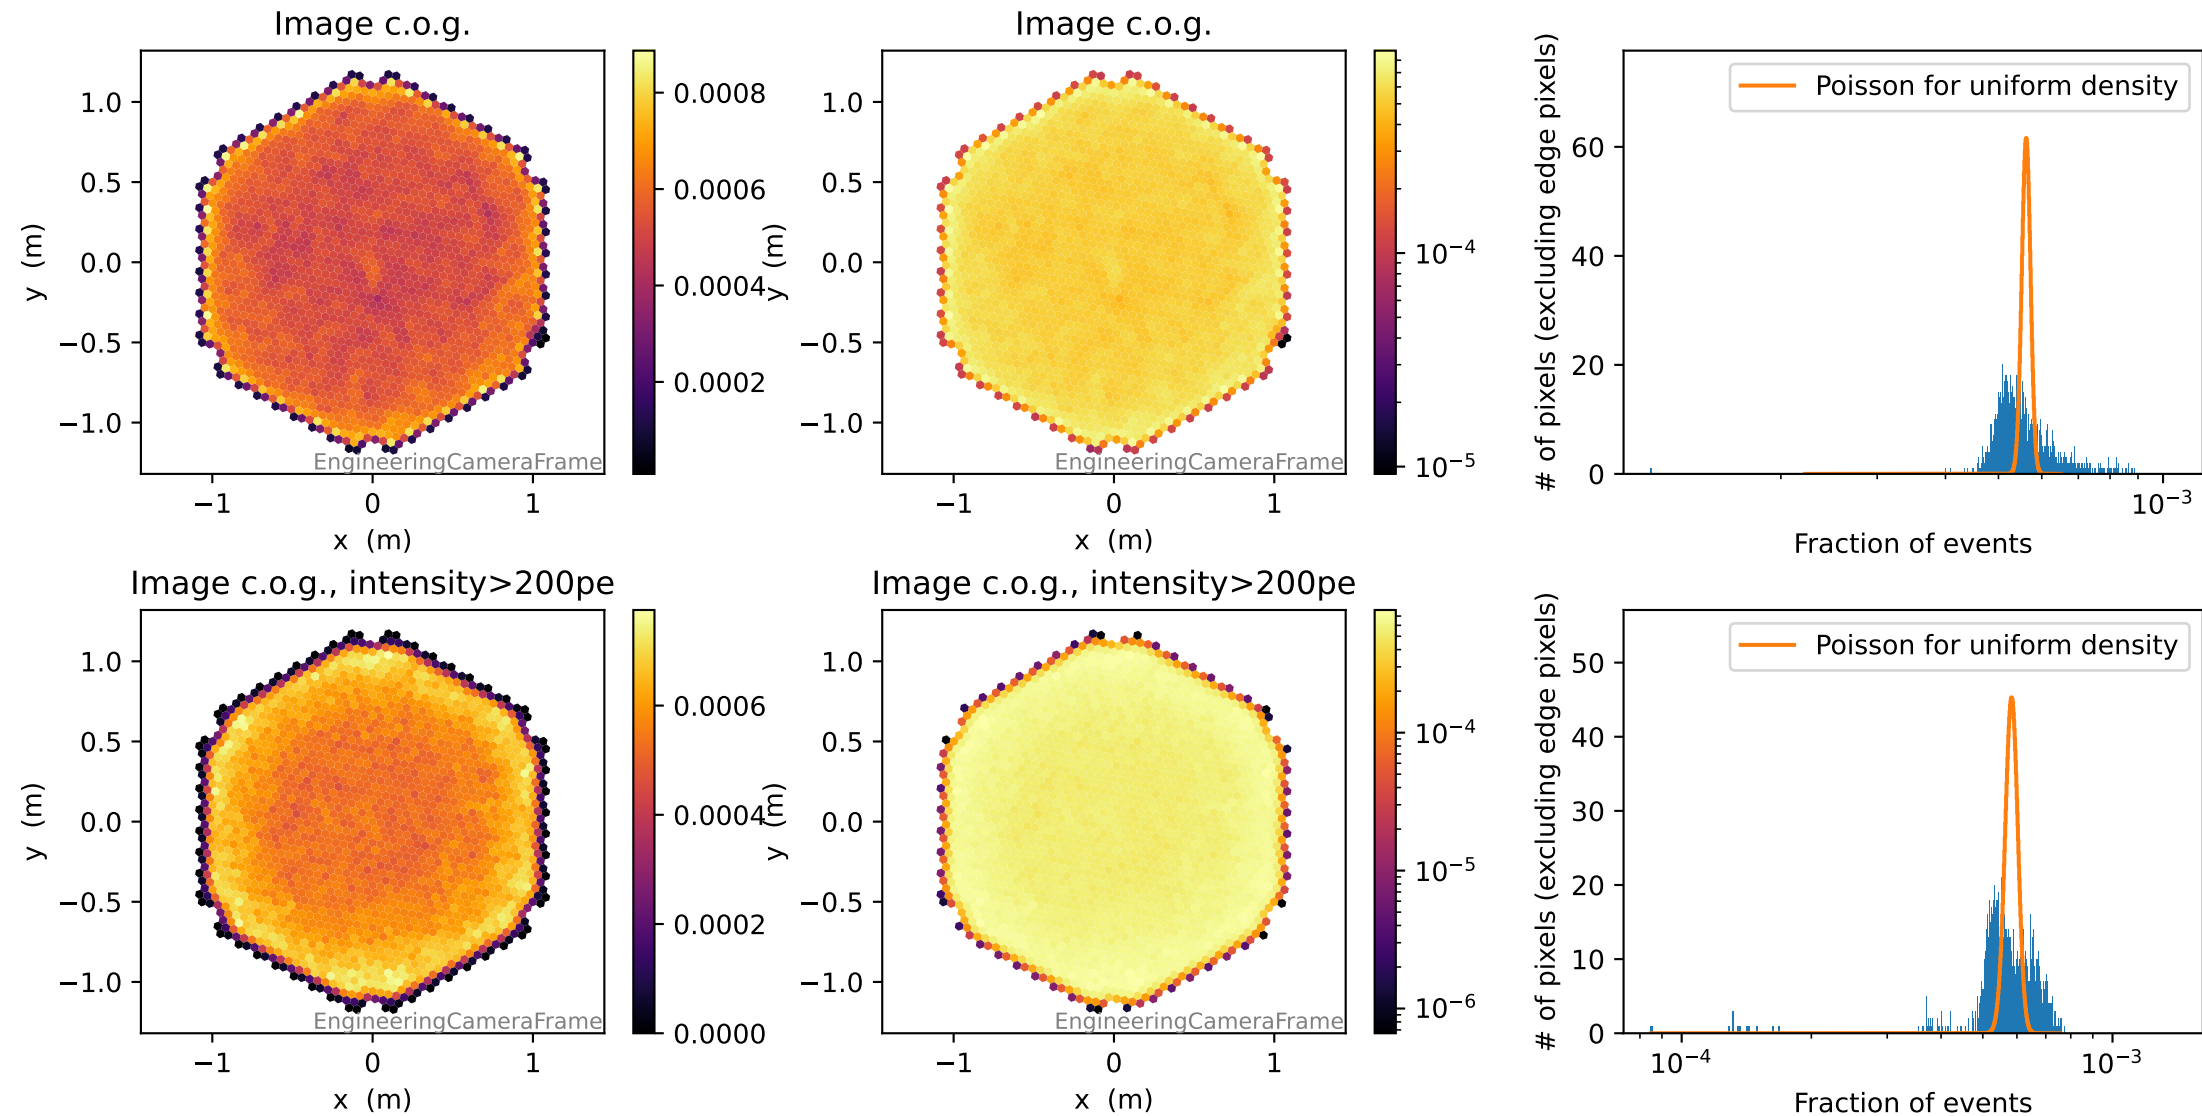 Image c.o.g.
y (m)
1.0
0.5
0.0
−0.5
−1.0
−1
0
1
x (m)
EngineeringCameraFrame
0.0008
0.0006
0.0004
0.0002
Image c.o.g.
y (m)
1.0
0.5
0.0
−0.5
−1.0
−1
0
1
x (m)
EngineeringCameraFrame
10−4
10−5
# of pixels (excluding edge pixels)
60
40
20
0
Poisson for uniform density
10−3
Fraction of events
Image c.o.g., intensity>200pe
y (m)
1.0
0.5
0.0
−0.5
−1.0
−1
0
1
x (m)
EngineeringCameraFrame
0.0006
0.0004
0.0002
0.0000
Image c.o.g., intensity>200pe
y (m)
1.0
0.5
0.0
−0.5
−1.0
−1
0
1
x (m)
EngineeringCameraFrame
10−4
10−5
10−6
# of pixels (excluding edge pixels)
50
40
30
20
10
0
Poisson for uniform density
10−4
10−3
Fraction of events